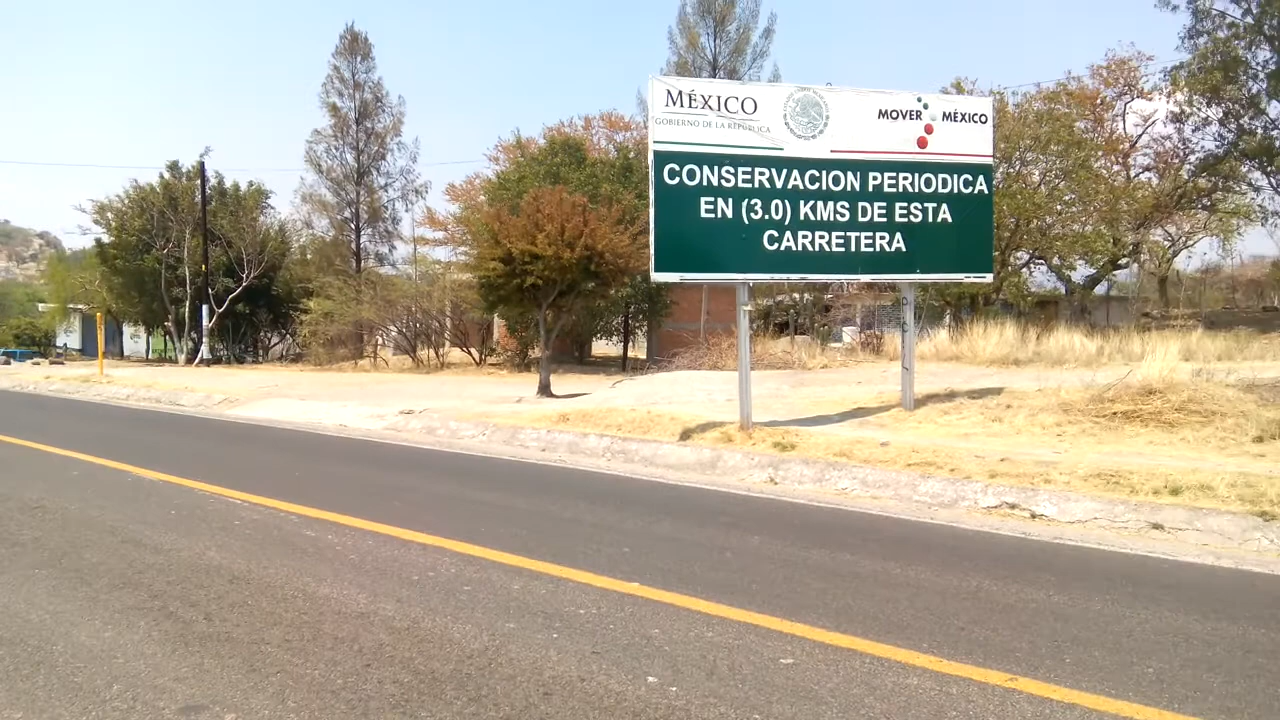 MÉXICO
GOBIERNO DE LA REPÚBLICA
MOVER MÉXICO
CONSERVACION PERIODICA
EN (3.0) KMS DE ESTA
CARRETERA